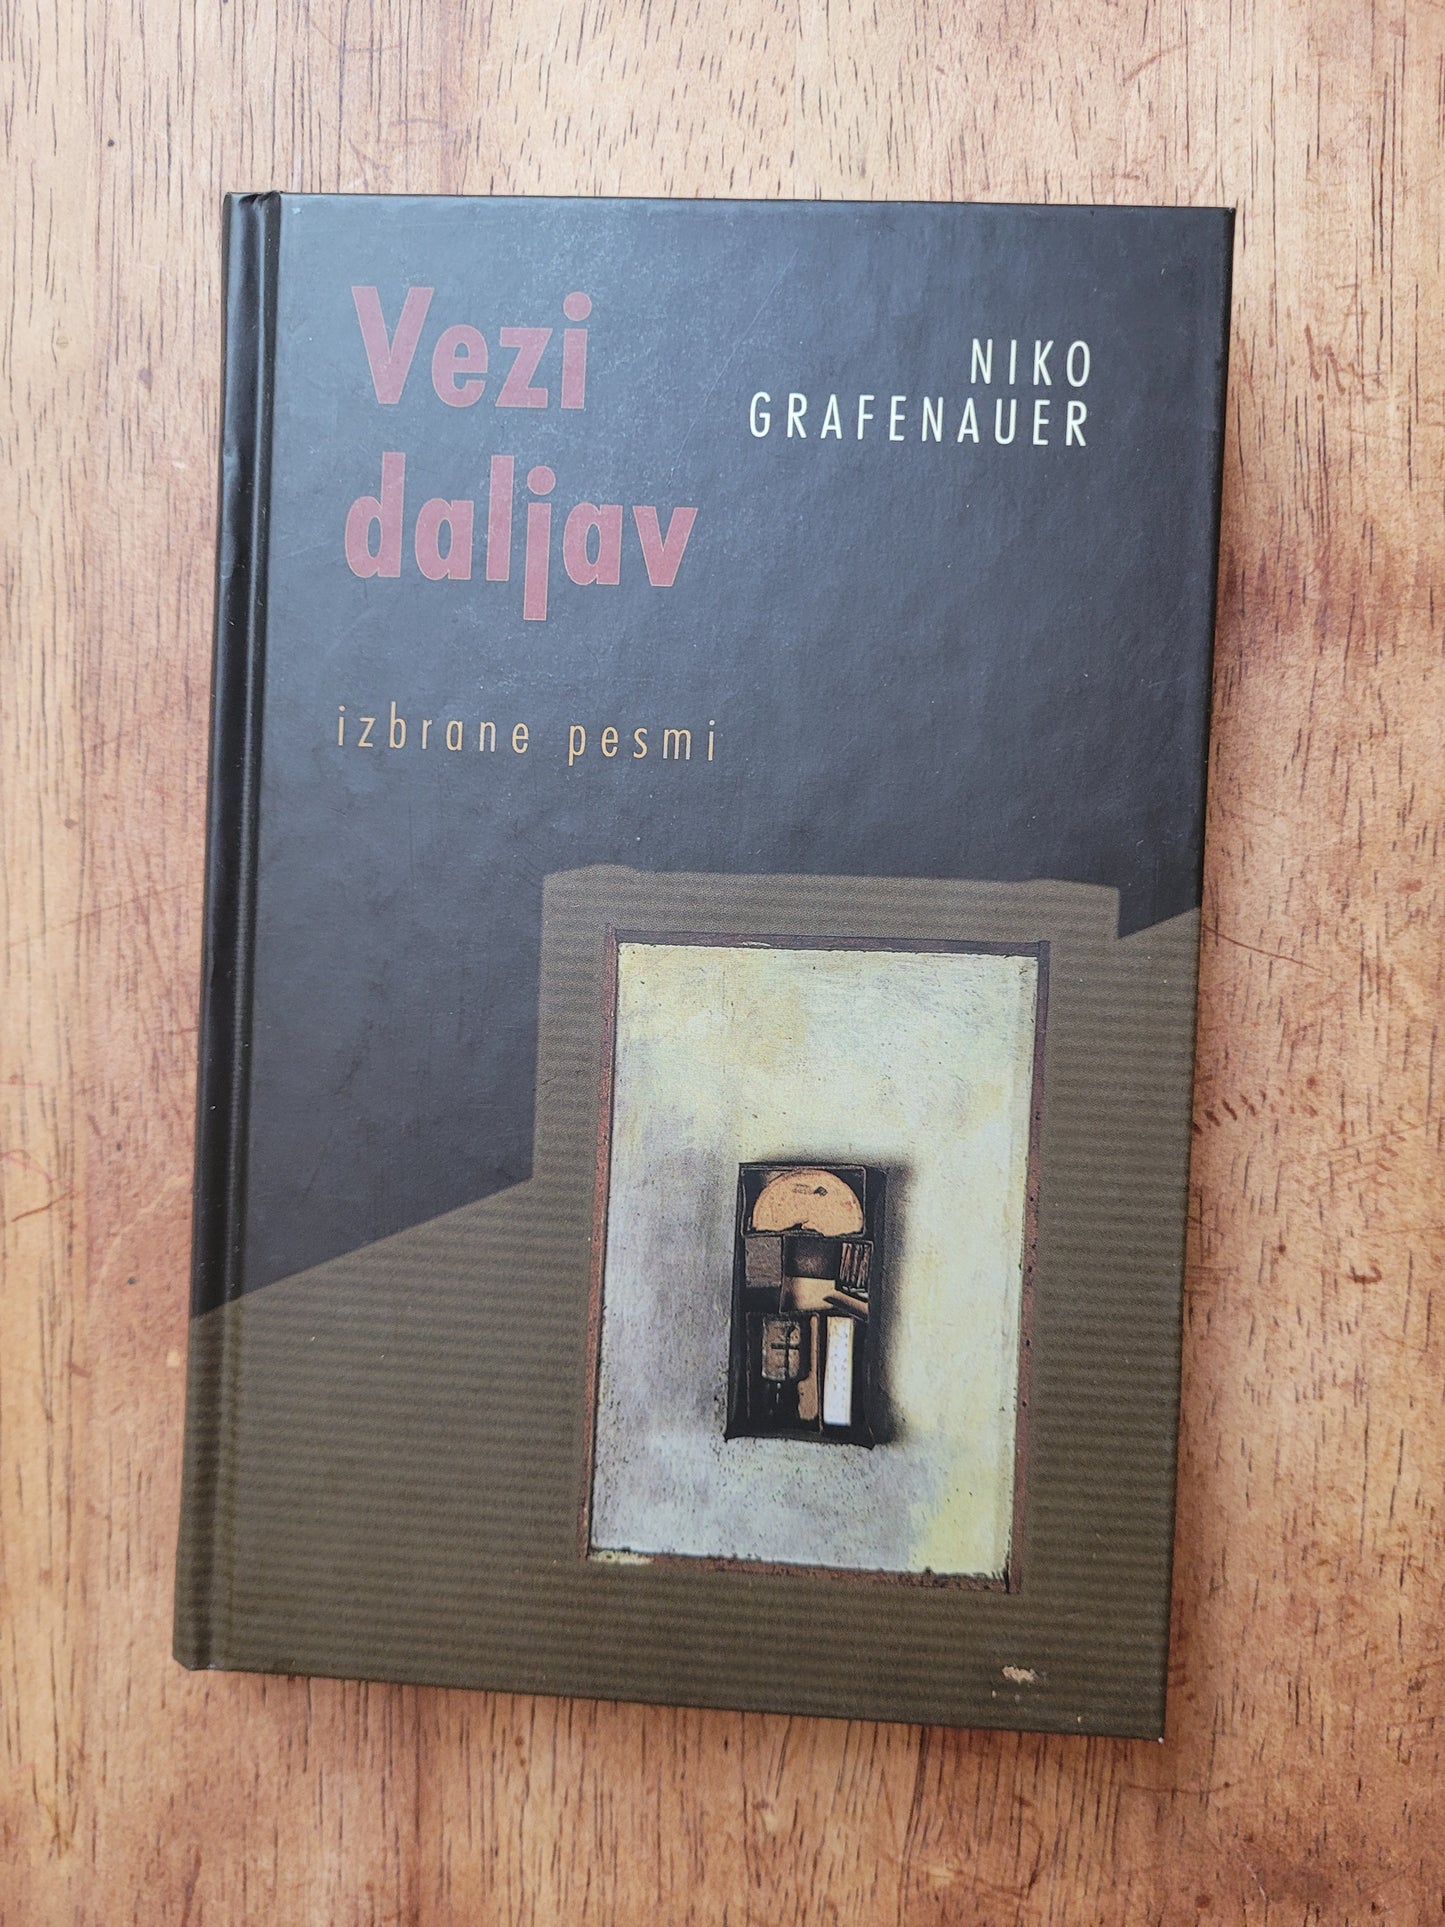 Vezi
daljav
NIKO
GRAFENAUER
izbrane pesmi